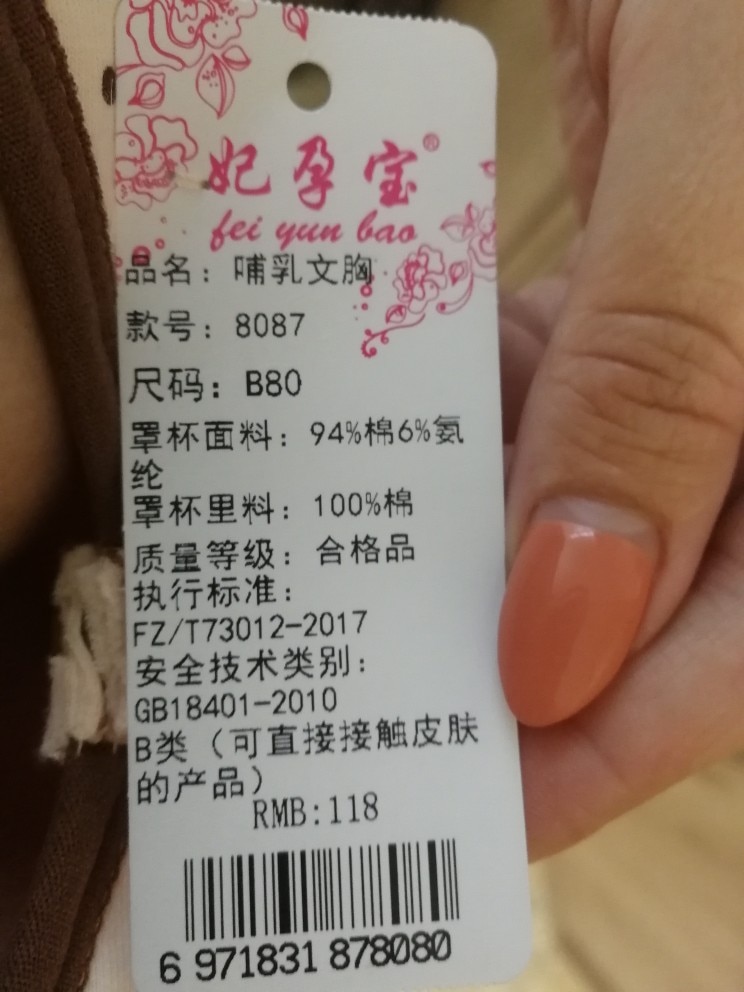 妃孕宝®
fei yun bao
品名：哺乳文胸
款号：8087
尺码：B80
罩杯面料：94%棉6%氨
纶
罩杯里料：100%棉
质量等级：合格品
执行标准：
FZ/T73012-2017
安全技术类别：
GB18401-2010
B类（可直接接触皮肤
的产品）
RMB:118
6 971831 878080